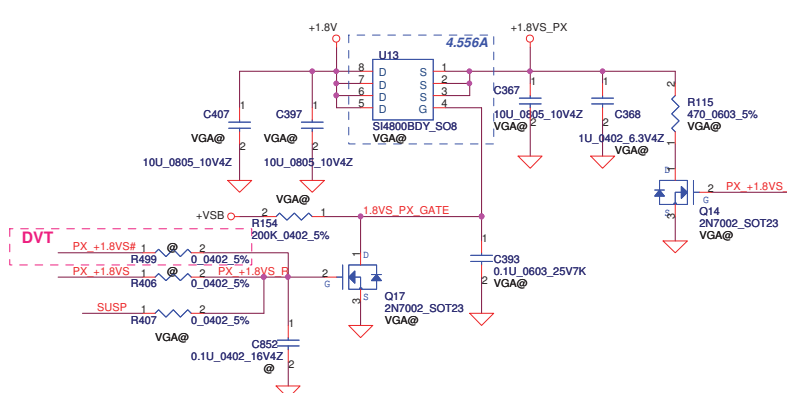 +1.8V
+1.8VS_PX
4.556A
U13
8 D S 1
7 D S 2
6 D S 3
5 D G 4
SI4800BDY_SO8
VGA@
1
C407
VGA@
2
10U_0805_10V4Z
1
C397
VGA@
2
10U_0805_10V4Z
1
C367
10U_0805_10V4Z
VGA@
2
1
C368
1U_0402_6.3V4Z
2
VGA@
2
R115
470_0603_5%
VGA@
1
1
D
2 PX_+1.8VS
G
S
3
Q14
2N7002_SOT23
VGA@
VGA@
+VSB
2 1
1.8VS_PX_GATE
R154
200K_0402_5%
DVT
PX_+1.8VS# 1 @ 2
R499 0_0402_5%
PX_+1.8VS 1 @ 2 PX_+1.8VS_R
R406 0_0402_5%
SUSP 1 2
R407 0_0402_5%
VGA@
1
D
2
G
S
3
Q17
2N7002_SOT23
VGA@
1
C393
0.1U_0603_25V7K
2
VGA@
1
C852
0.1U_0402_16V4Z
@ 2